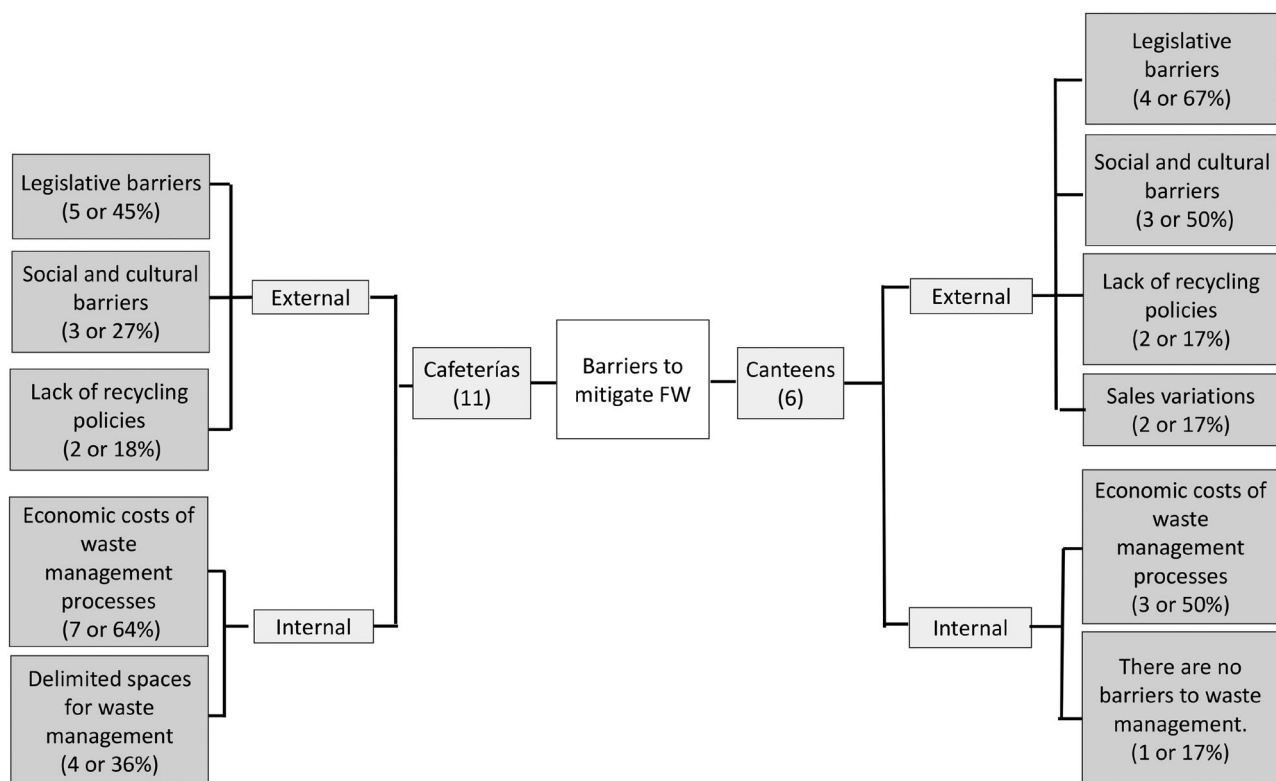 Legislative barriers
(5 or 45%)
Social and cultural
barriers
(3 or 27%)
Lack of recycling
policies
(2 or 18%)
Economic costs of
waste
management
processes
(7 or 64%)
Delimited spaces
for waste
management
(4 or 36%)
External
Internal
Cafeterías
(11)
Barriers to
mitigate FW
Canteens
(6)
External
Internal
Legislative
barriers
(4 or 67%)
Social and cultural
barriers
(3 or 50%)
Lack of recycling
policies
(2 or 17%)
Sales variations
(2 or 17%)
Economic costs of
waste
management
processes
(3 or 50%)
There are no
barriers to waste
management.
(1 or 17%)